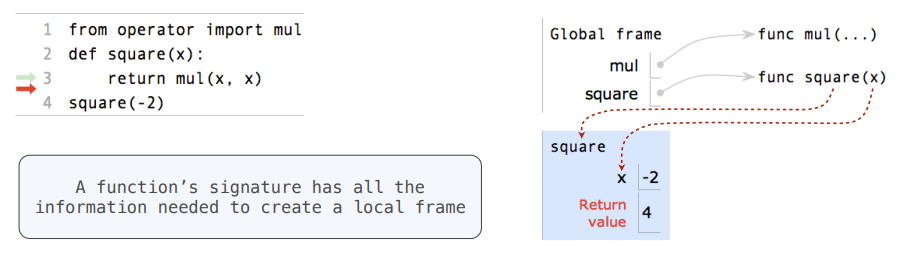 1 from operator import mul
2 def square(x):
3 return mul(x, x)
4 square(-2)
A function’s signature has all the
information needed to create a local frame
Global frame
mul
square
func mul(...)
func square(x)
square
x -2
Return
value 4